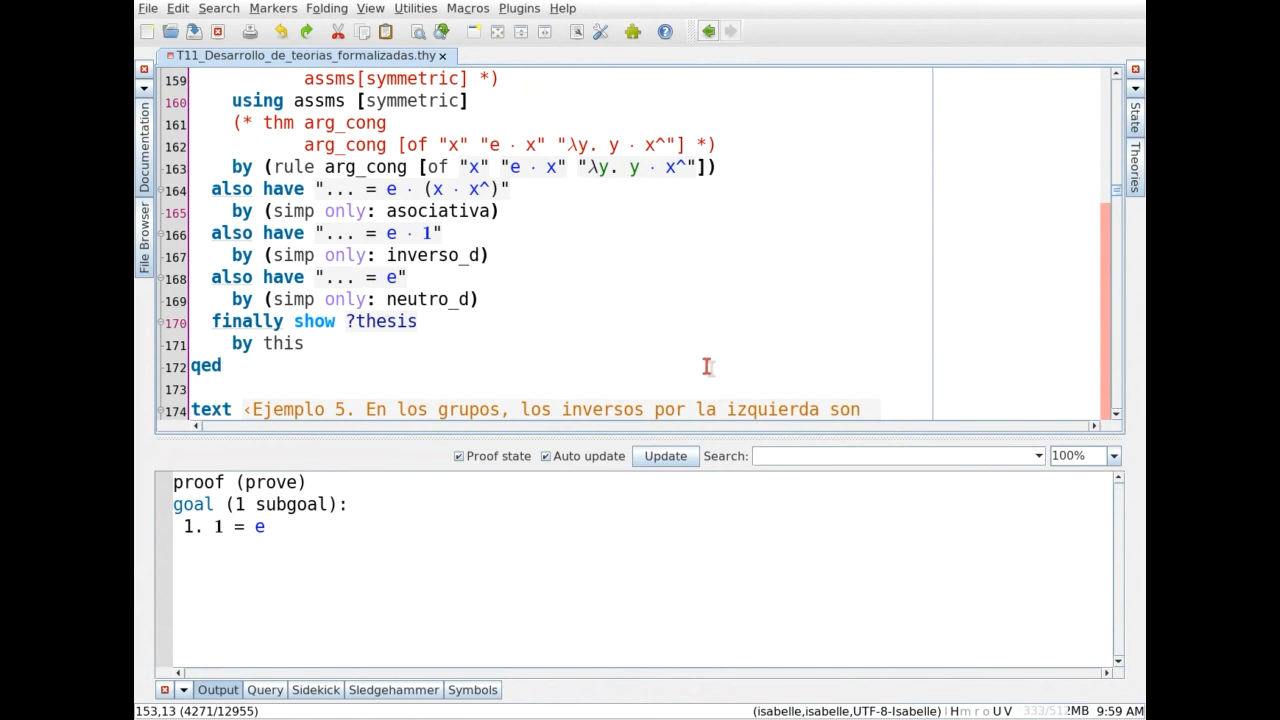 File Edit Search Markers Folding View Utilities Macros Plugins Help
T11_Desarrollo_de_teorias_formalizadas.thy
159 assms[symmetric] *)
160 using assms [symmetric]
161 (* thm arg_cong
162 arg_cong [of "x" "e · x" "λy. y · x^"] *)
163 by (rule arg_cong [of "x" "e · x" "λy. y · x^"])
164 also have "... = e · (x · x^)"
165 by (simp only: asociativa)
166 also have "... = e · 1"
167 by (simp only: inverso_d)
168 also have "... = e"
169 by (simp only: neutro_d)
170 finally show ?thesis
171 by this
172 qed
173
174 text ‹Ejemplo 5. En los grupos, los inversos por la izquierda son
Documentation
File Browser
State
Theories
Proof state Auto update Update Search: 100%
proof (prove)
goal (1 subgoal):
1. 1 = e
Output Query Sidekick Sledgehammer Symbols
153,13 (4271/12955) (isabelle,isabelle,UTF-8-Isabelle) H m r o U V 333/512MB 9:59 AM